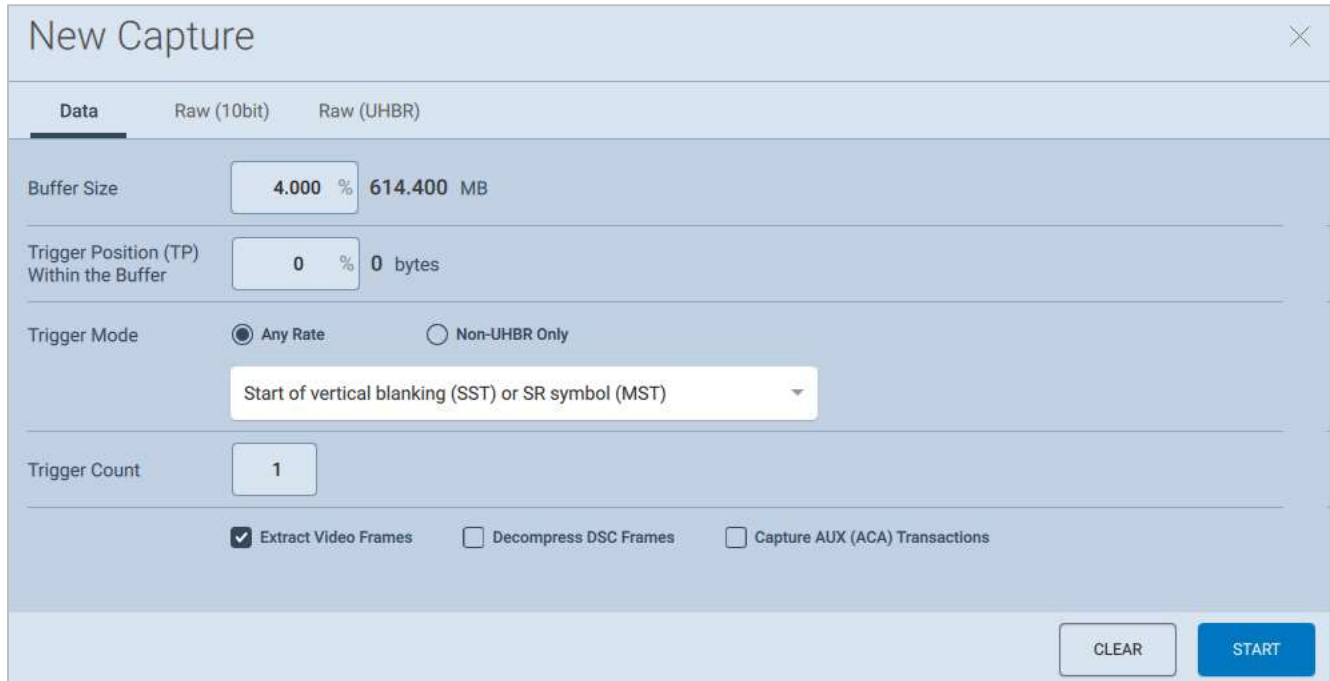 New Capture
Data Raw (10bit) Raw (UHBR)
Buffer Size 4.000 % 614.400 MB
Trigger Position (TP)
Within the Buffer 0 % 0 bytes
Trigger Mode Any Rate Non-UHBR Only
Start of vertical blanking (SST) or SR symbol (MST)
Trigger Count 1
Extract Video Frames Decompress DSC Frames Capture AUX (ACA) Transactions
CLEAR START